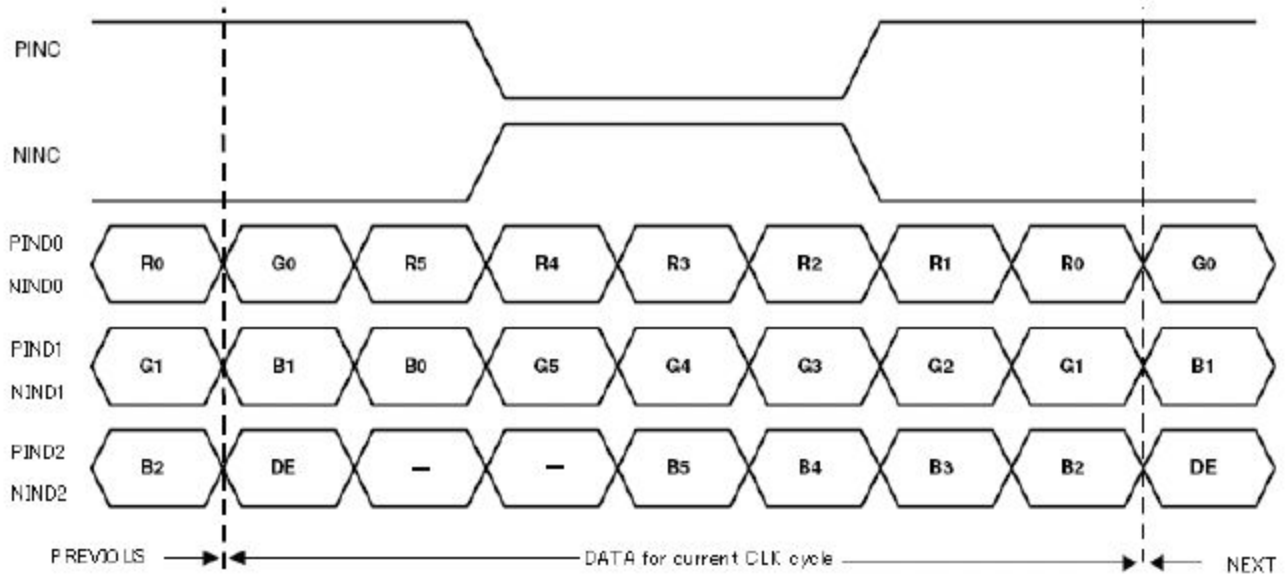 PINC
NINC
PIND0
NIND0
R0 G0 R5 R4 R3 R2 R1 R0 G0
PIND1
NIND1
G1 B1 B0 G5 G4 G3 G2 G1 B1
PIND2
NIND2
B2 DE – – B5 B4 B3 B2 DE
PREVIOUS DATA for current CLK cycle NEXT